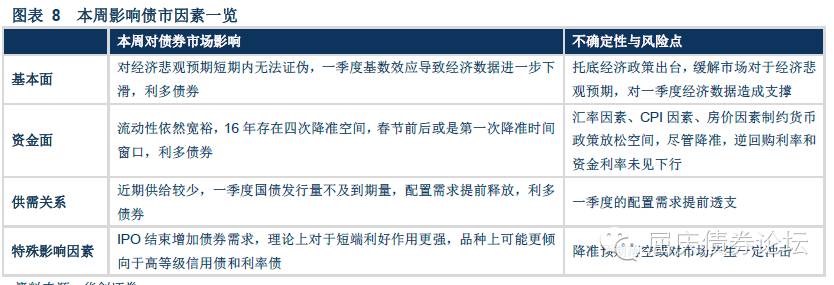 图表 8 本周影响债市因素一览
本周对债券市场影响 不确定性与风险点
基本面
对经济悲观预期短期内无法证伪，一季度基数效应导致经济数据进一步下
滑，利多债券
托底经济政策出台，缓解市场对于经济悲
观预期，对一季度经济数据造成支撑
资金面
流动性依然宽裕，16 年存在四次降准空间，春节前后或是第一次降准时间
窗口，利多债券
汇率因素、CPI 因素、房价因素制约货币
政策放松空间，尽管降准，逆回购利率和
资金利率未见下行
供需关系
近期供给较少，一季度国债发行量不及到期量，配置需求提前释放，利多
债券
一季度的配置需求提前透支
特殊影响因素
IPO 结束增加债券需求，理论上对于短端利好作用更强，品种上可能更倾
向于高等级信用债和利率债
降准预 空或对市场产生一定冲击
屈庆债券论坛